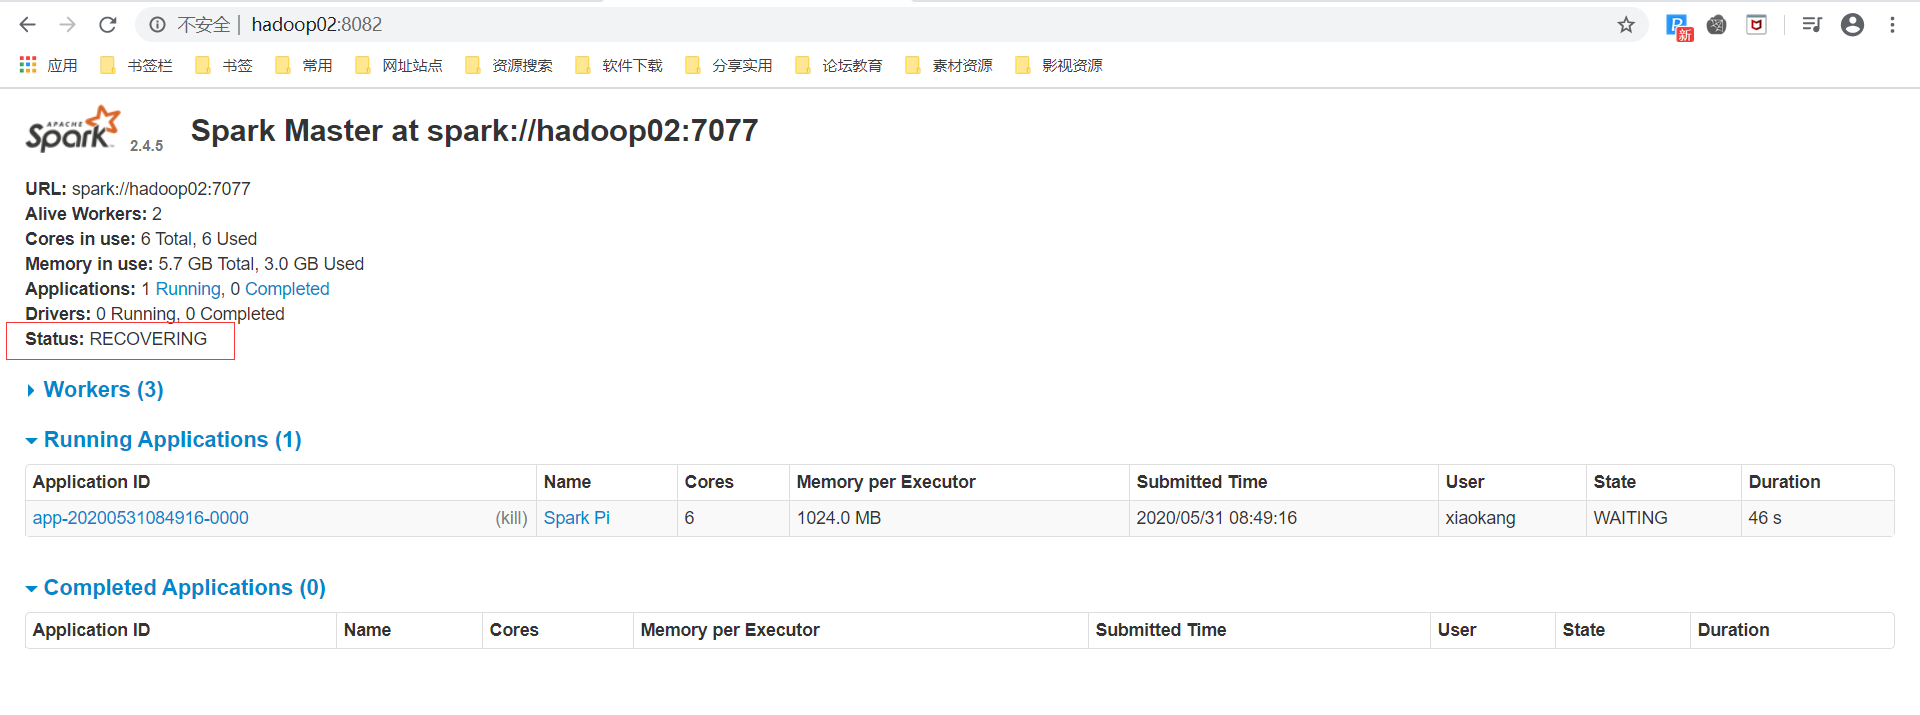 不安全 | hadoop02:8082
新
应用 书签栏 书签 常用 网址站点 资源搜索 软件下载 分享实用 论坛教育 素材资源 影视资源
APACHE Spark 2.4.5 Spark Master at spark://hadoop02:7077
URL: spark://hadoop02:7077
Alive Workers: 2
Cores in use: 6 Total, 6 Used
Memory in use: 5.7 GB Total, 3.0 GB Used
Applications: 1 Running, 0 Completed
Drivers: 0 Running, 0 Completed
Status: RECOVERING
Workers (3)
Running Applications (1)
Application ID Name Cores Memory per Executor Submitted Time User State Duration
app-20200531084916-0000 (kill) Spark Pi 6 1024.0 MB 2020/05/31 08:49:16 xiaokang WAITING 46 s
Completed Applications (0)
Application ID Name Cores Memory per Executor Submitted Time User State Duration